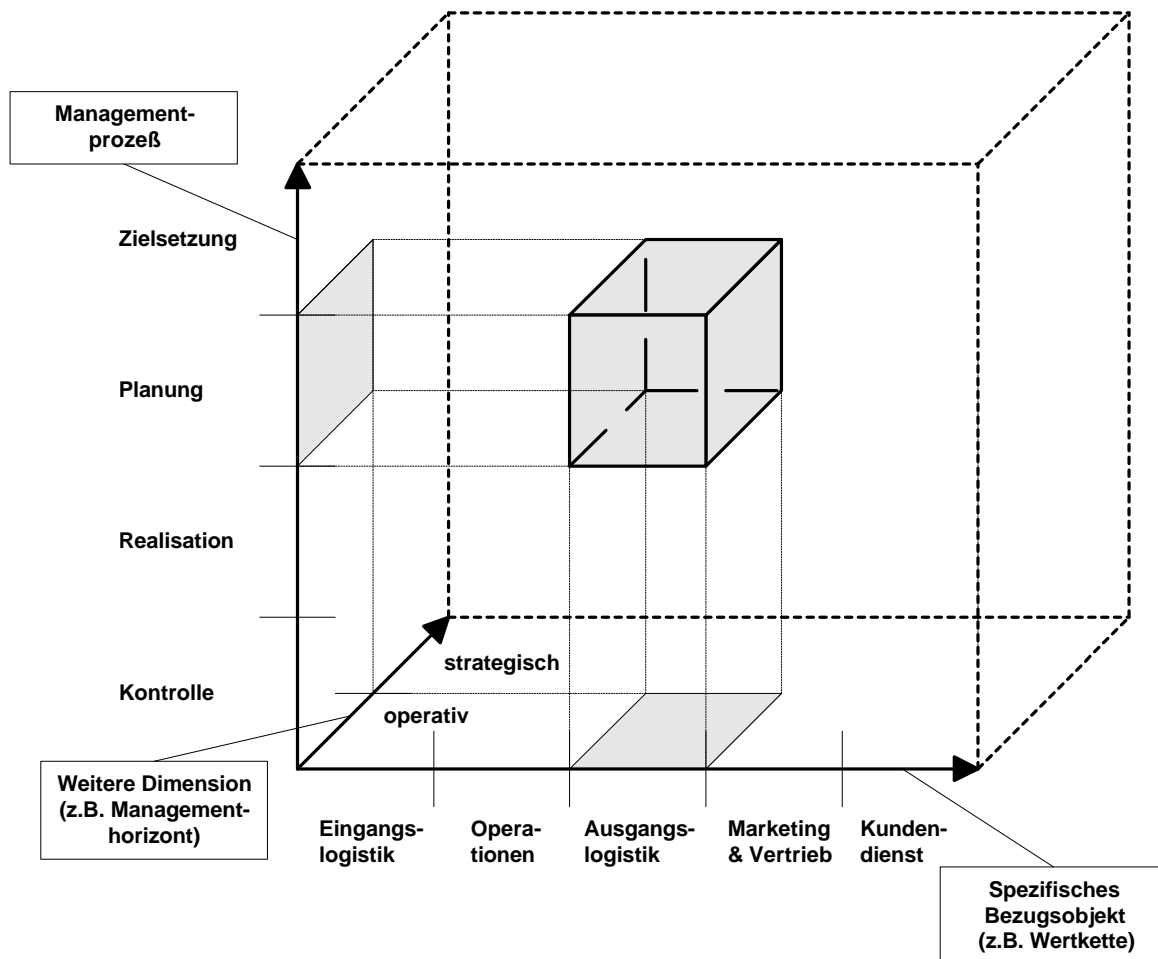 Management-
prozeß
Zielsetzung
Planung
Realisation
Kontrolle
strategisch
operativ
Weitere Dimension
(z.B. Management-
horizont)
Eingangs-
logistik
Opera-
tionen
Ausgangs-
logistik
Marketing
& Vertrieb
Kunden-
dienst
Spezifisches
Bezugsobjekt
(z.B. Wertkette)